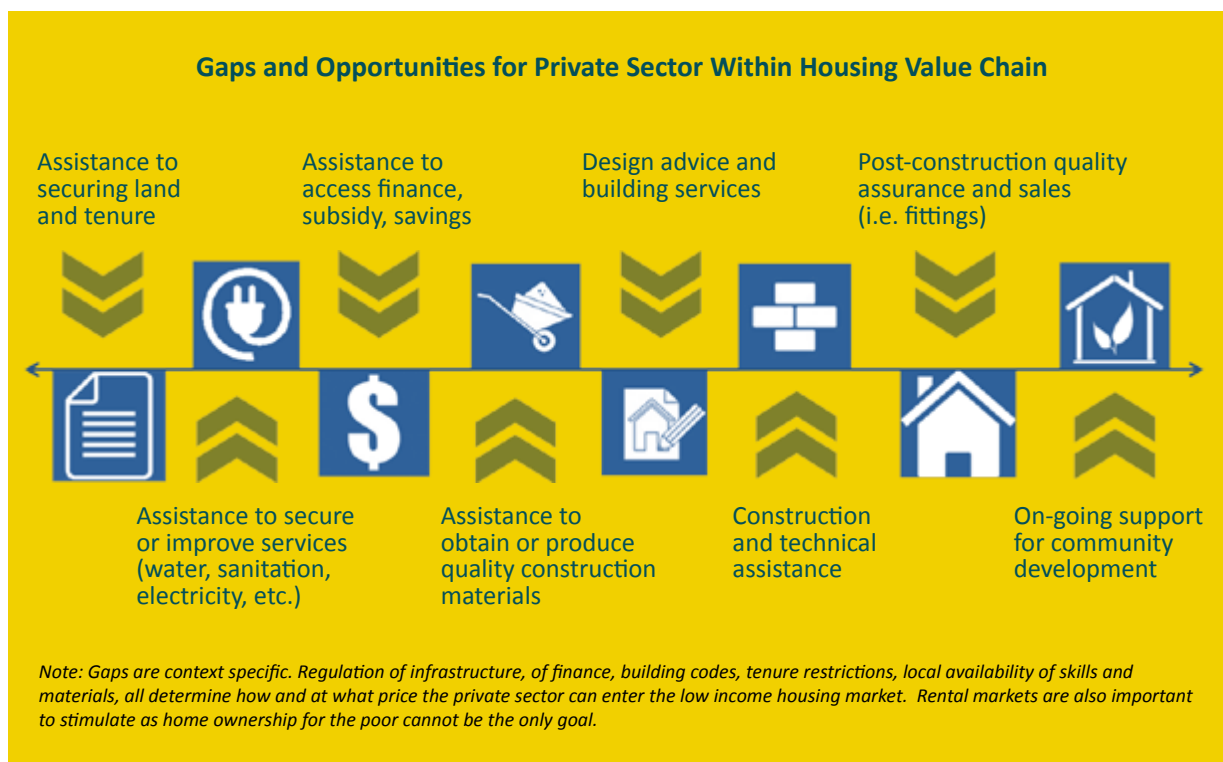 Gaps and Opportunities for Private Sector Within Housing Value Chain
Assistance to
securing land
and tenure
Assistance to
access finance,
subsidy, savings
Design advice and
building services
Post-construction quality
assurance and sales
(i.e. fittings)
Assistance to secure
or improve services
(water, sanitation,
electricity, etc.)
Assistance to
obtain or produce
quality construction
materials
Construction
and technical
assistance
On-going support
for community
development
Note: Gaps are context specific. Regulation of infrastructure, of finance, building codes, tenure restrictions, local availability of skills and
materials, all determine how and at what price the private sector can enter the low income housing market. Rental markets are also important
to stimulate as home ownership for the poor cannot be the only goal.